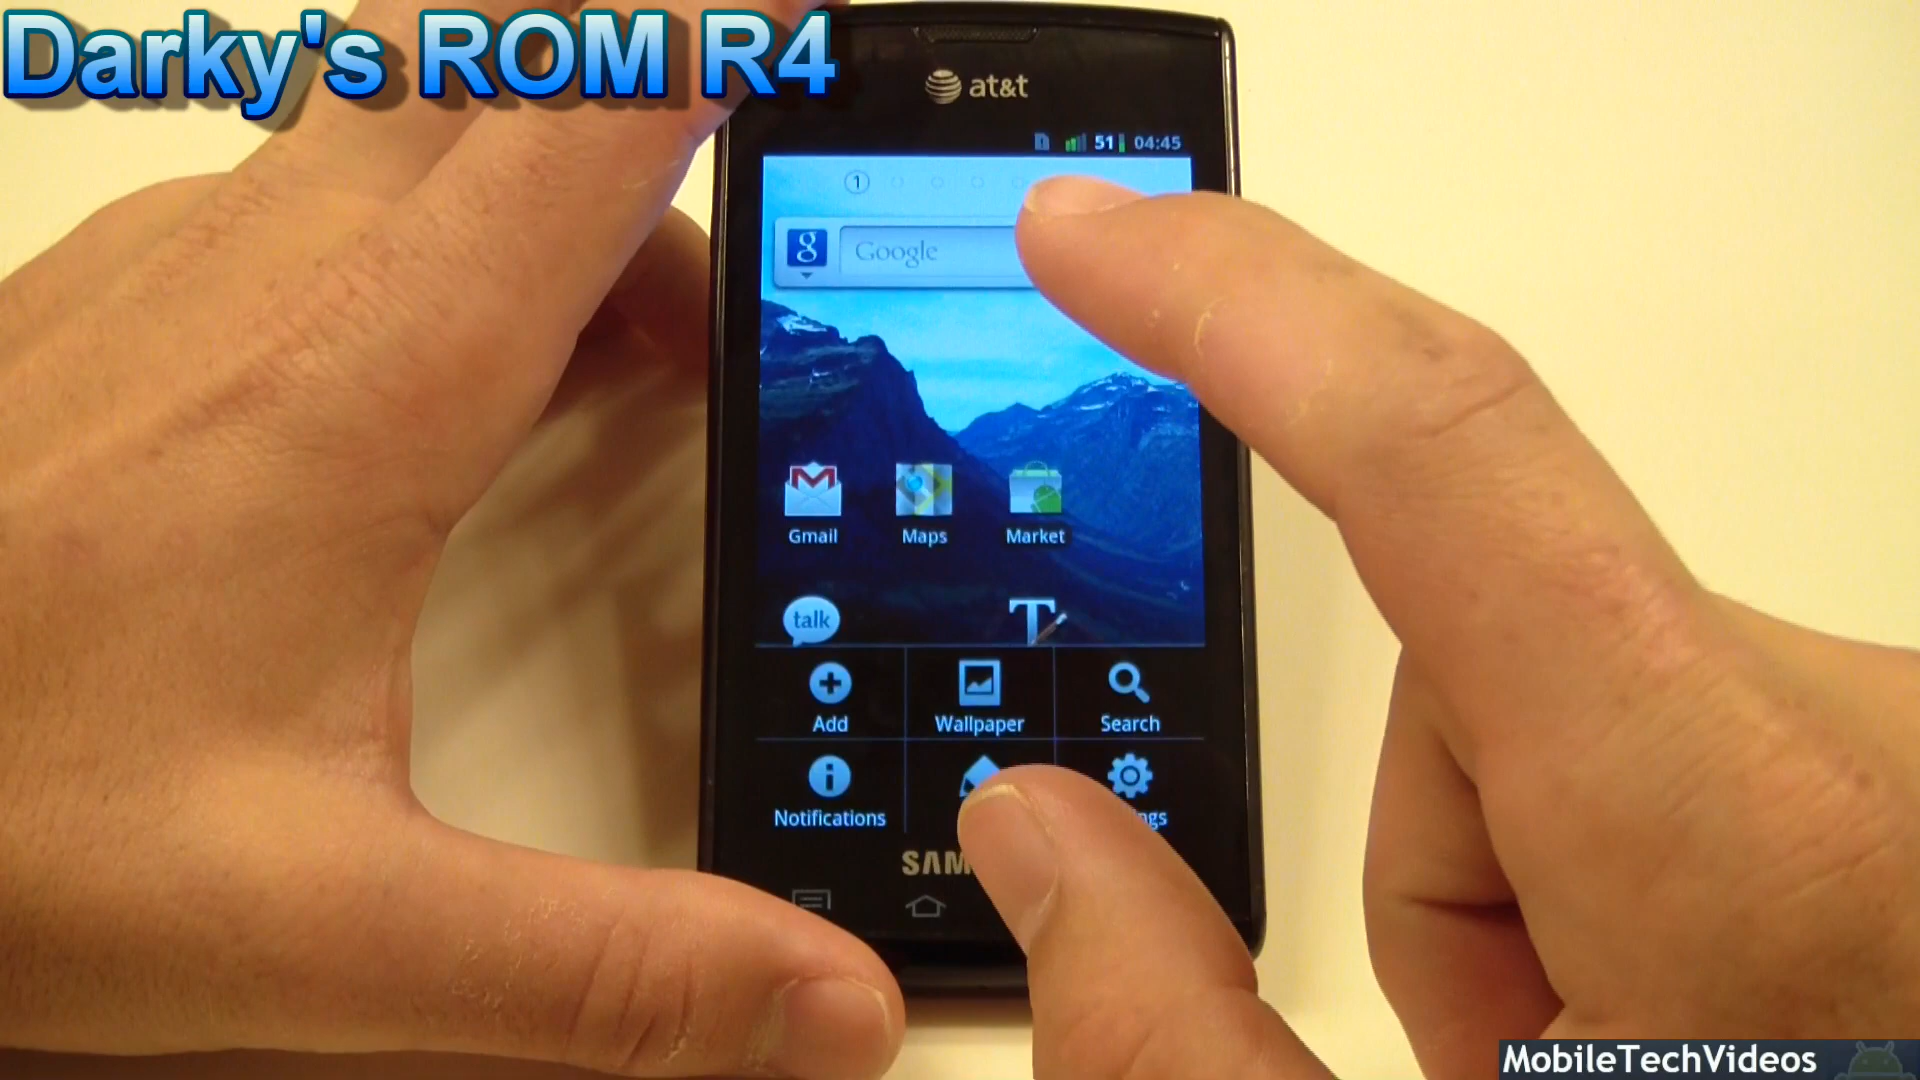 Darky's ROM R4
at&t
51 04:45
1
g Google
Gmail Maps Market
talk T
Add Wallpaper Search
Notifications
SAM
MobileTechVideos